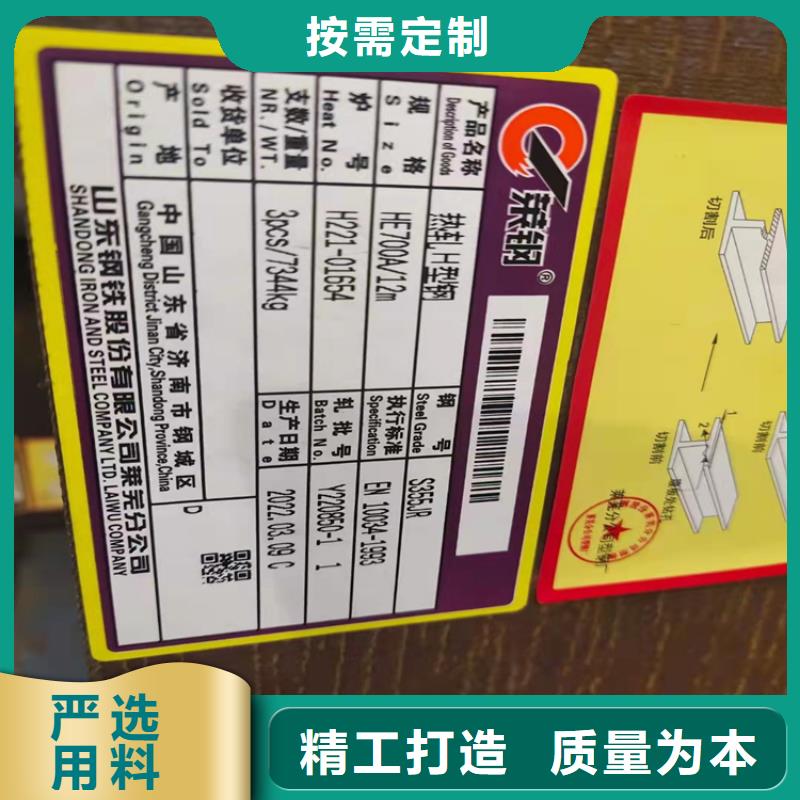 按需定制
莱钢®
产品名称
Description of Goods
热轧H型钢
钢号
Steel Grade
S355JR
规格
Size
HE700A/12m
执行标准
Specification
EN 10034-1993
炉号
Heat No.
H221-01654
轧批号
Batch No.
Y220850-1 1
支数/重量
NR./WT.
3pcs/7344kg
生产日期
Date
2022.03.09 C
收货单位
Sold To
D
产地
Origin
中国山东省济南市钢城区
Gangcheng District Jinan City,Shandong Province,China
山东钢铁股份有限公司莱芜分公司
SHANDONG IRON AND STEEL COMPANY LTD. LAIWU COMPANY
切割后
切割前
1
2
切割前
严选
用料
精工打造 质量为本